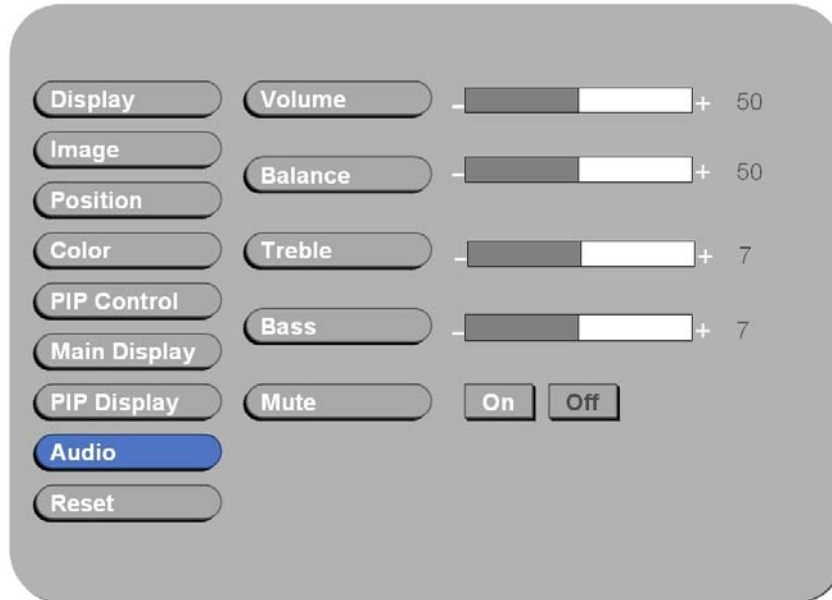 Display
Image
Position
Color
PIP Control
Main Display
PIP Display
Audio
Reset
Volume - + 50
Balance - + 50
Treble - + 7
Bass - + 7
Mute On Off